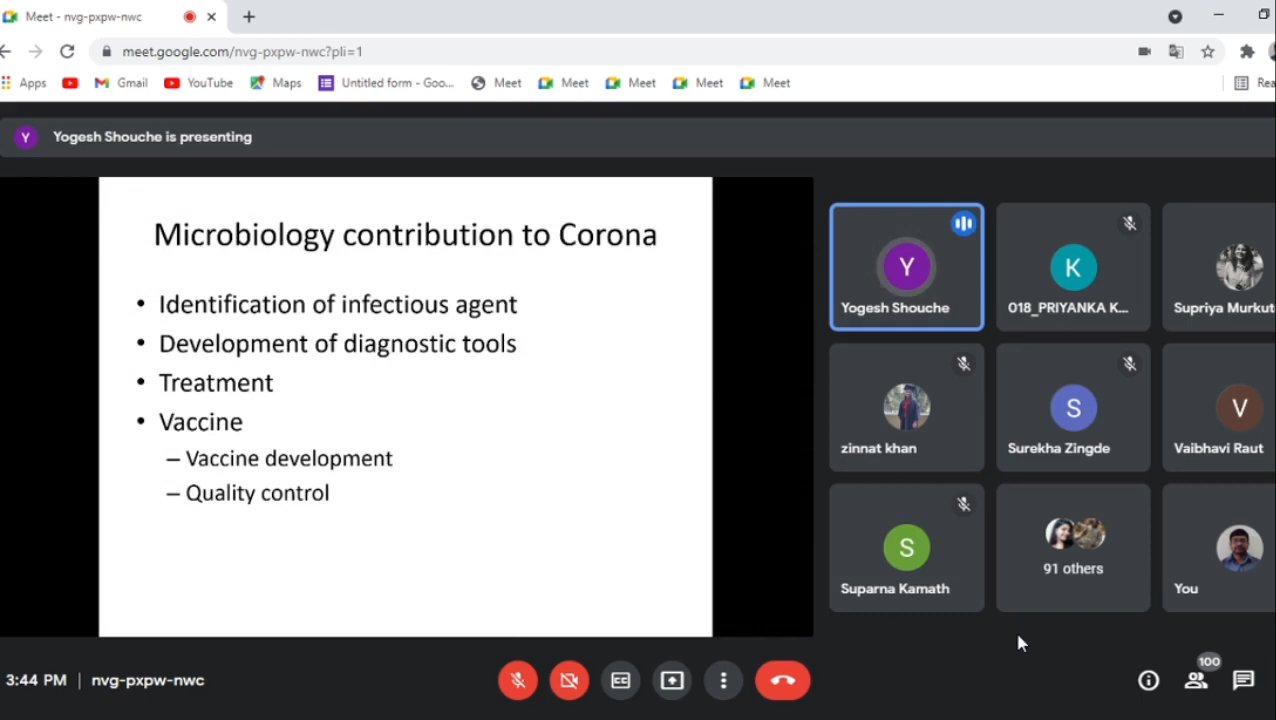 Meet - nvg-pxpw-nwc
meet.google.com/nvg-pxpw-nwc?pli=1
Apps
Gmail
YouTube
Maps
Untitled form - Goo...
Meet
Meet
Meet
Meet
Meet
Rea
Y
Yogesh Shouche is presenting
Microbiology contribution to Corona
• Identification of infectious agent
• Development of diagnostic tools
• Treatment
• Vaccine
– Vaccine development
– Quality control
Y
Yogesh Shouche
K
018_PRIYANKA K...
Supriya Murkut
zinnat khan
S
Surekha Zingde
V
Vaibhavi Raut
S
Suparna Kamath
91 others
You
3:44 PM
nvg-pxpw-nwc
CC
100